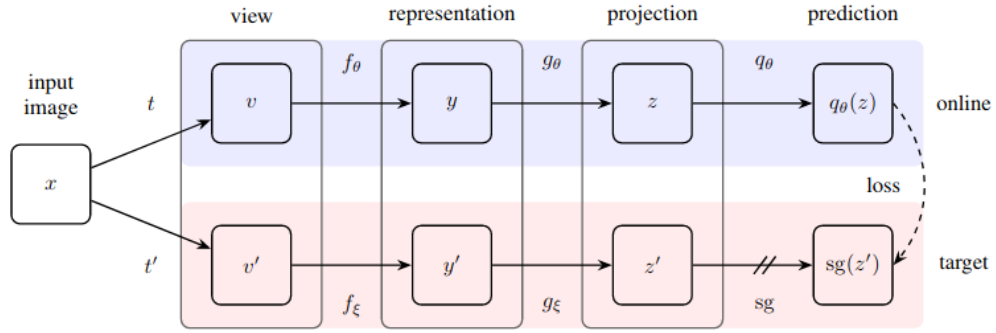 view
representation
projection
prediction
input
image
t
f_θ
g_θ
q_θ
v
y
z
q_θ(z)
online
x
loss
v′
y′
z′
sg(z′)
target
t′
f_ξ
g_ξ
sg